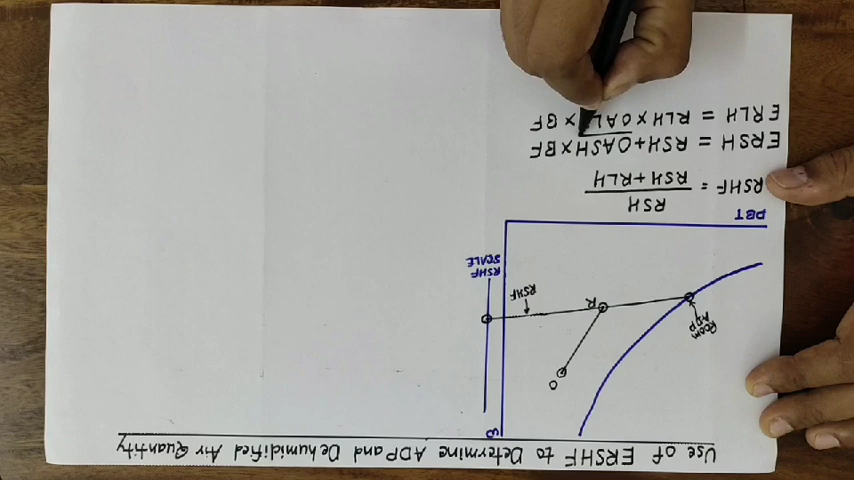 Use of ERSHF to Determine ADP and Dehumidified Air Quantity
ω
O
ROOM
ADP
R
RSHF
RSHF
SCALE
DBT
RSHF = RSH
RSH + RLH
ERSH = RSH + OASH × BF
ERLH = RLH × OAL × BF